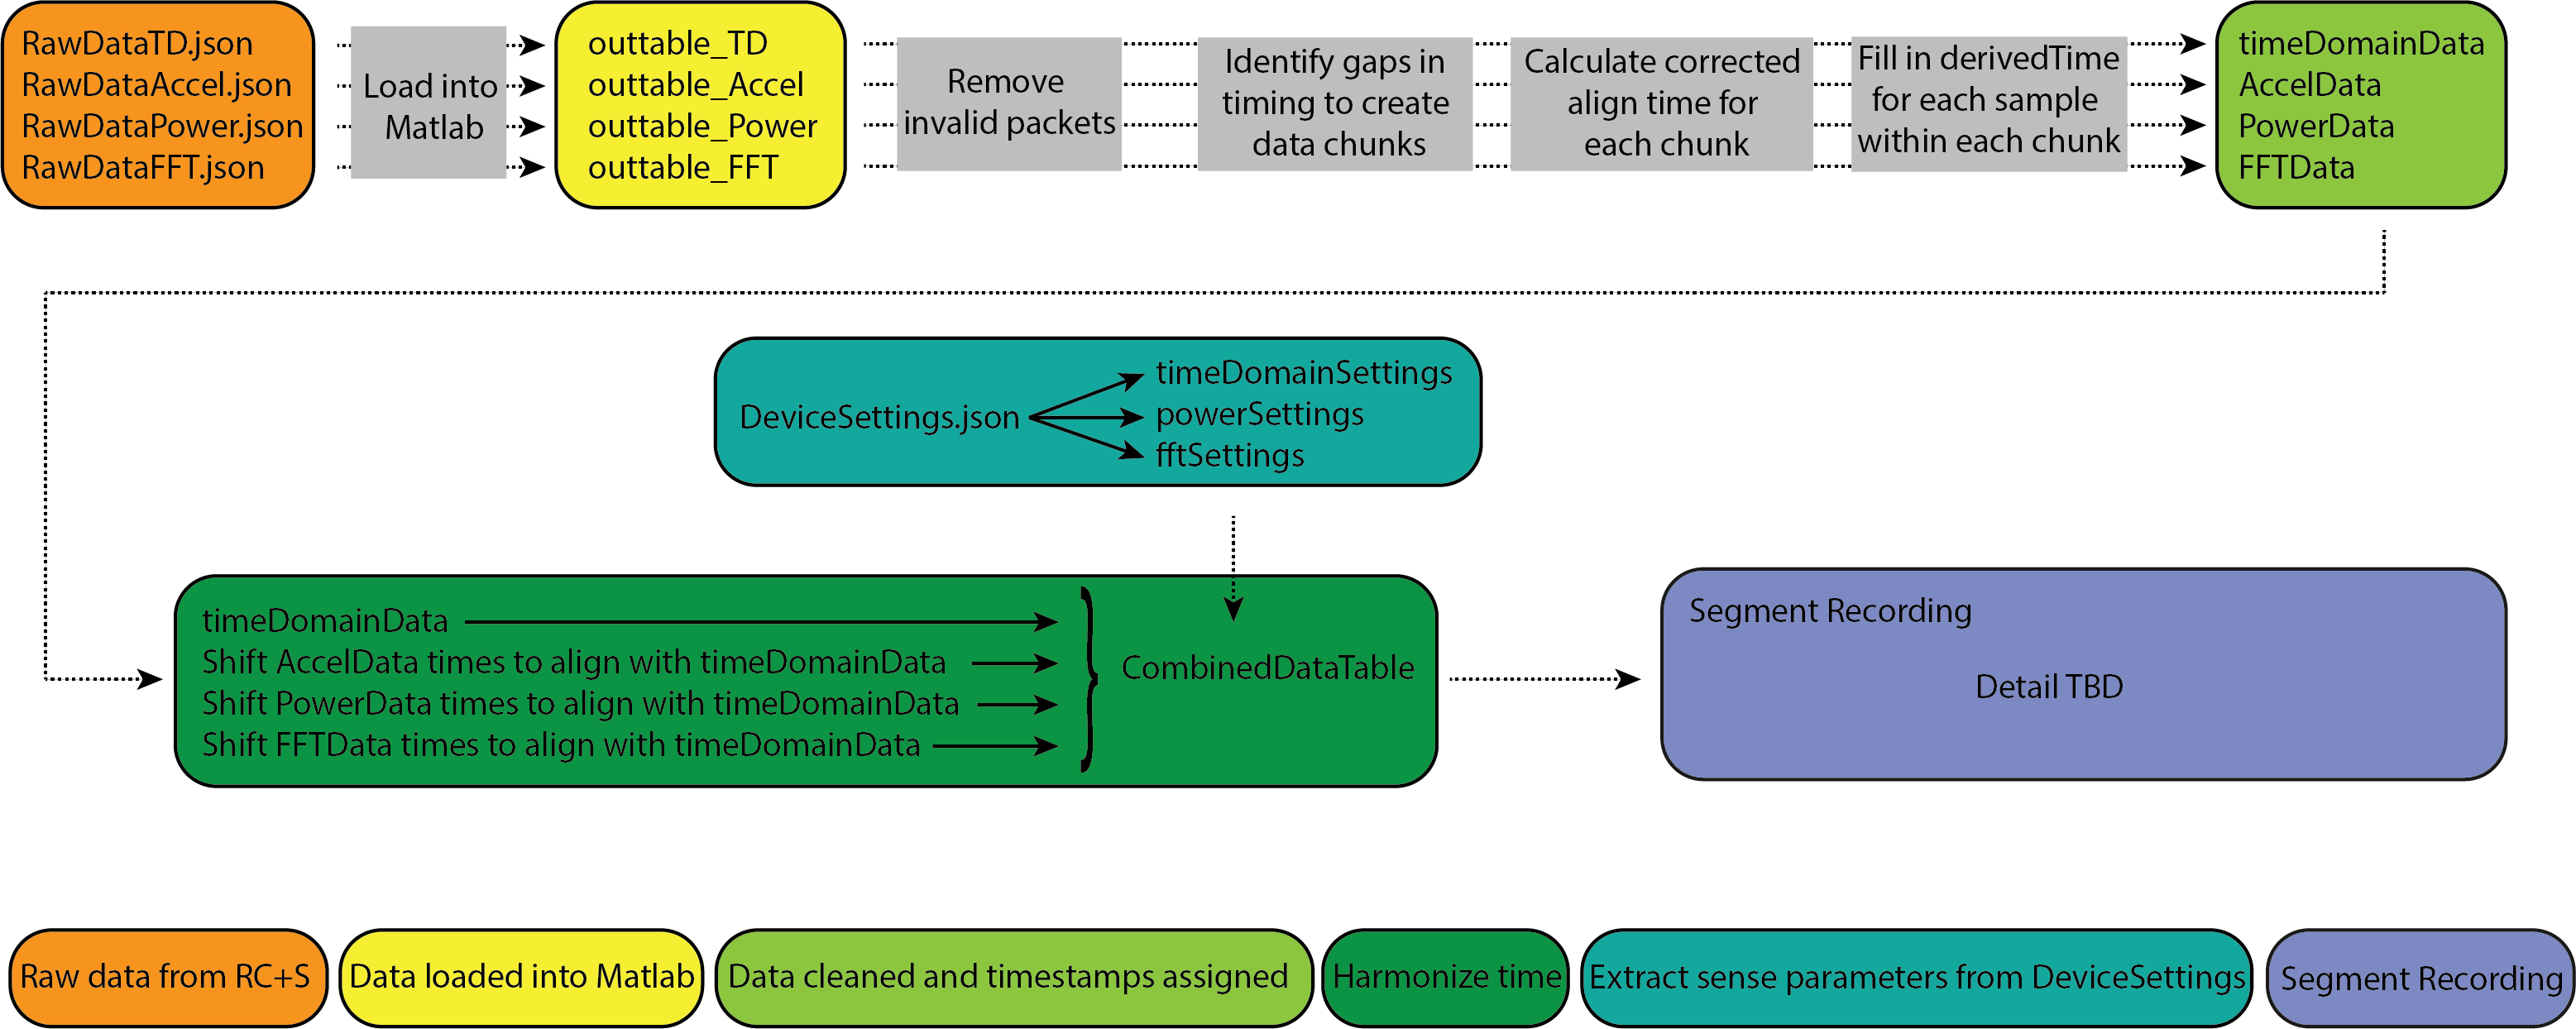 RawDataTD.json
RawDataAccel.json
RawDataPower.json
RawDataFFT.json
Load into
Matlab
outtable_TD
outtable_Accel
outtable_Power
outtable_FFT
Remove
invalid packets
Identify gaps in
timing to create
data chunks
Calculate corrected
align time for
each chunk
Fill in derivedTime
for each sample
within each chunk
timeDomainData
AccelData
PowerData
FFTData
DeviceSettings.json
timeDomainSettings
powerSettings
fftSettings
timeDomainData
Shift AccelData times to align with timeDomainData
Shift PowerData times to align with timeDomainData
Shift FFTData times to align with timeDomainData
CombinedDataTable
Segment Recording
Detail TBD
Raw data from RC+S
Data loaded into Matlab
Data cleaned and timestamps assigned
Harmonize time
Extract sense parameters from DeviceSettings
Segment Recording